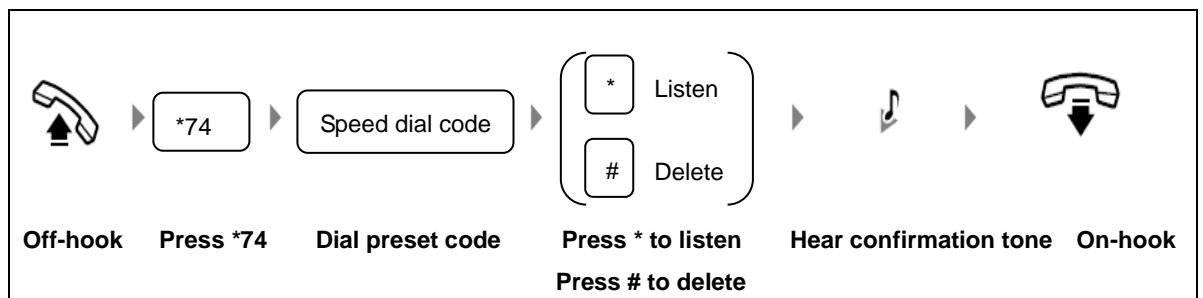 * Listen
*74 Speed dial code
# Delete
Off-hook Press *74 Dial preset code Press * to listen Hear confirmation tone On-hook
Press # to delete